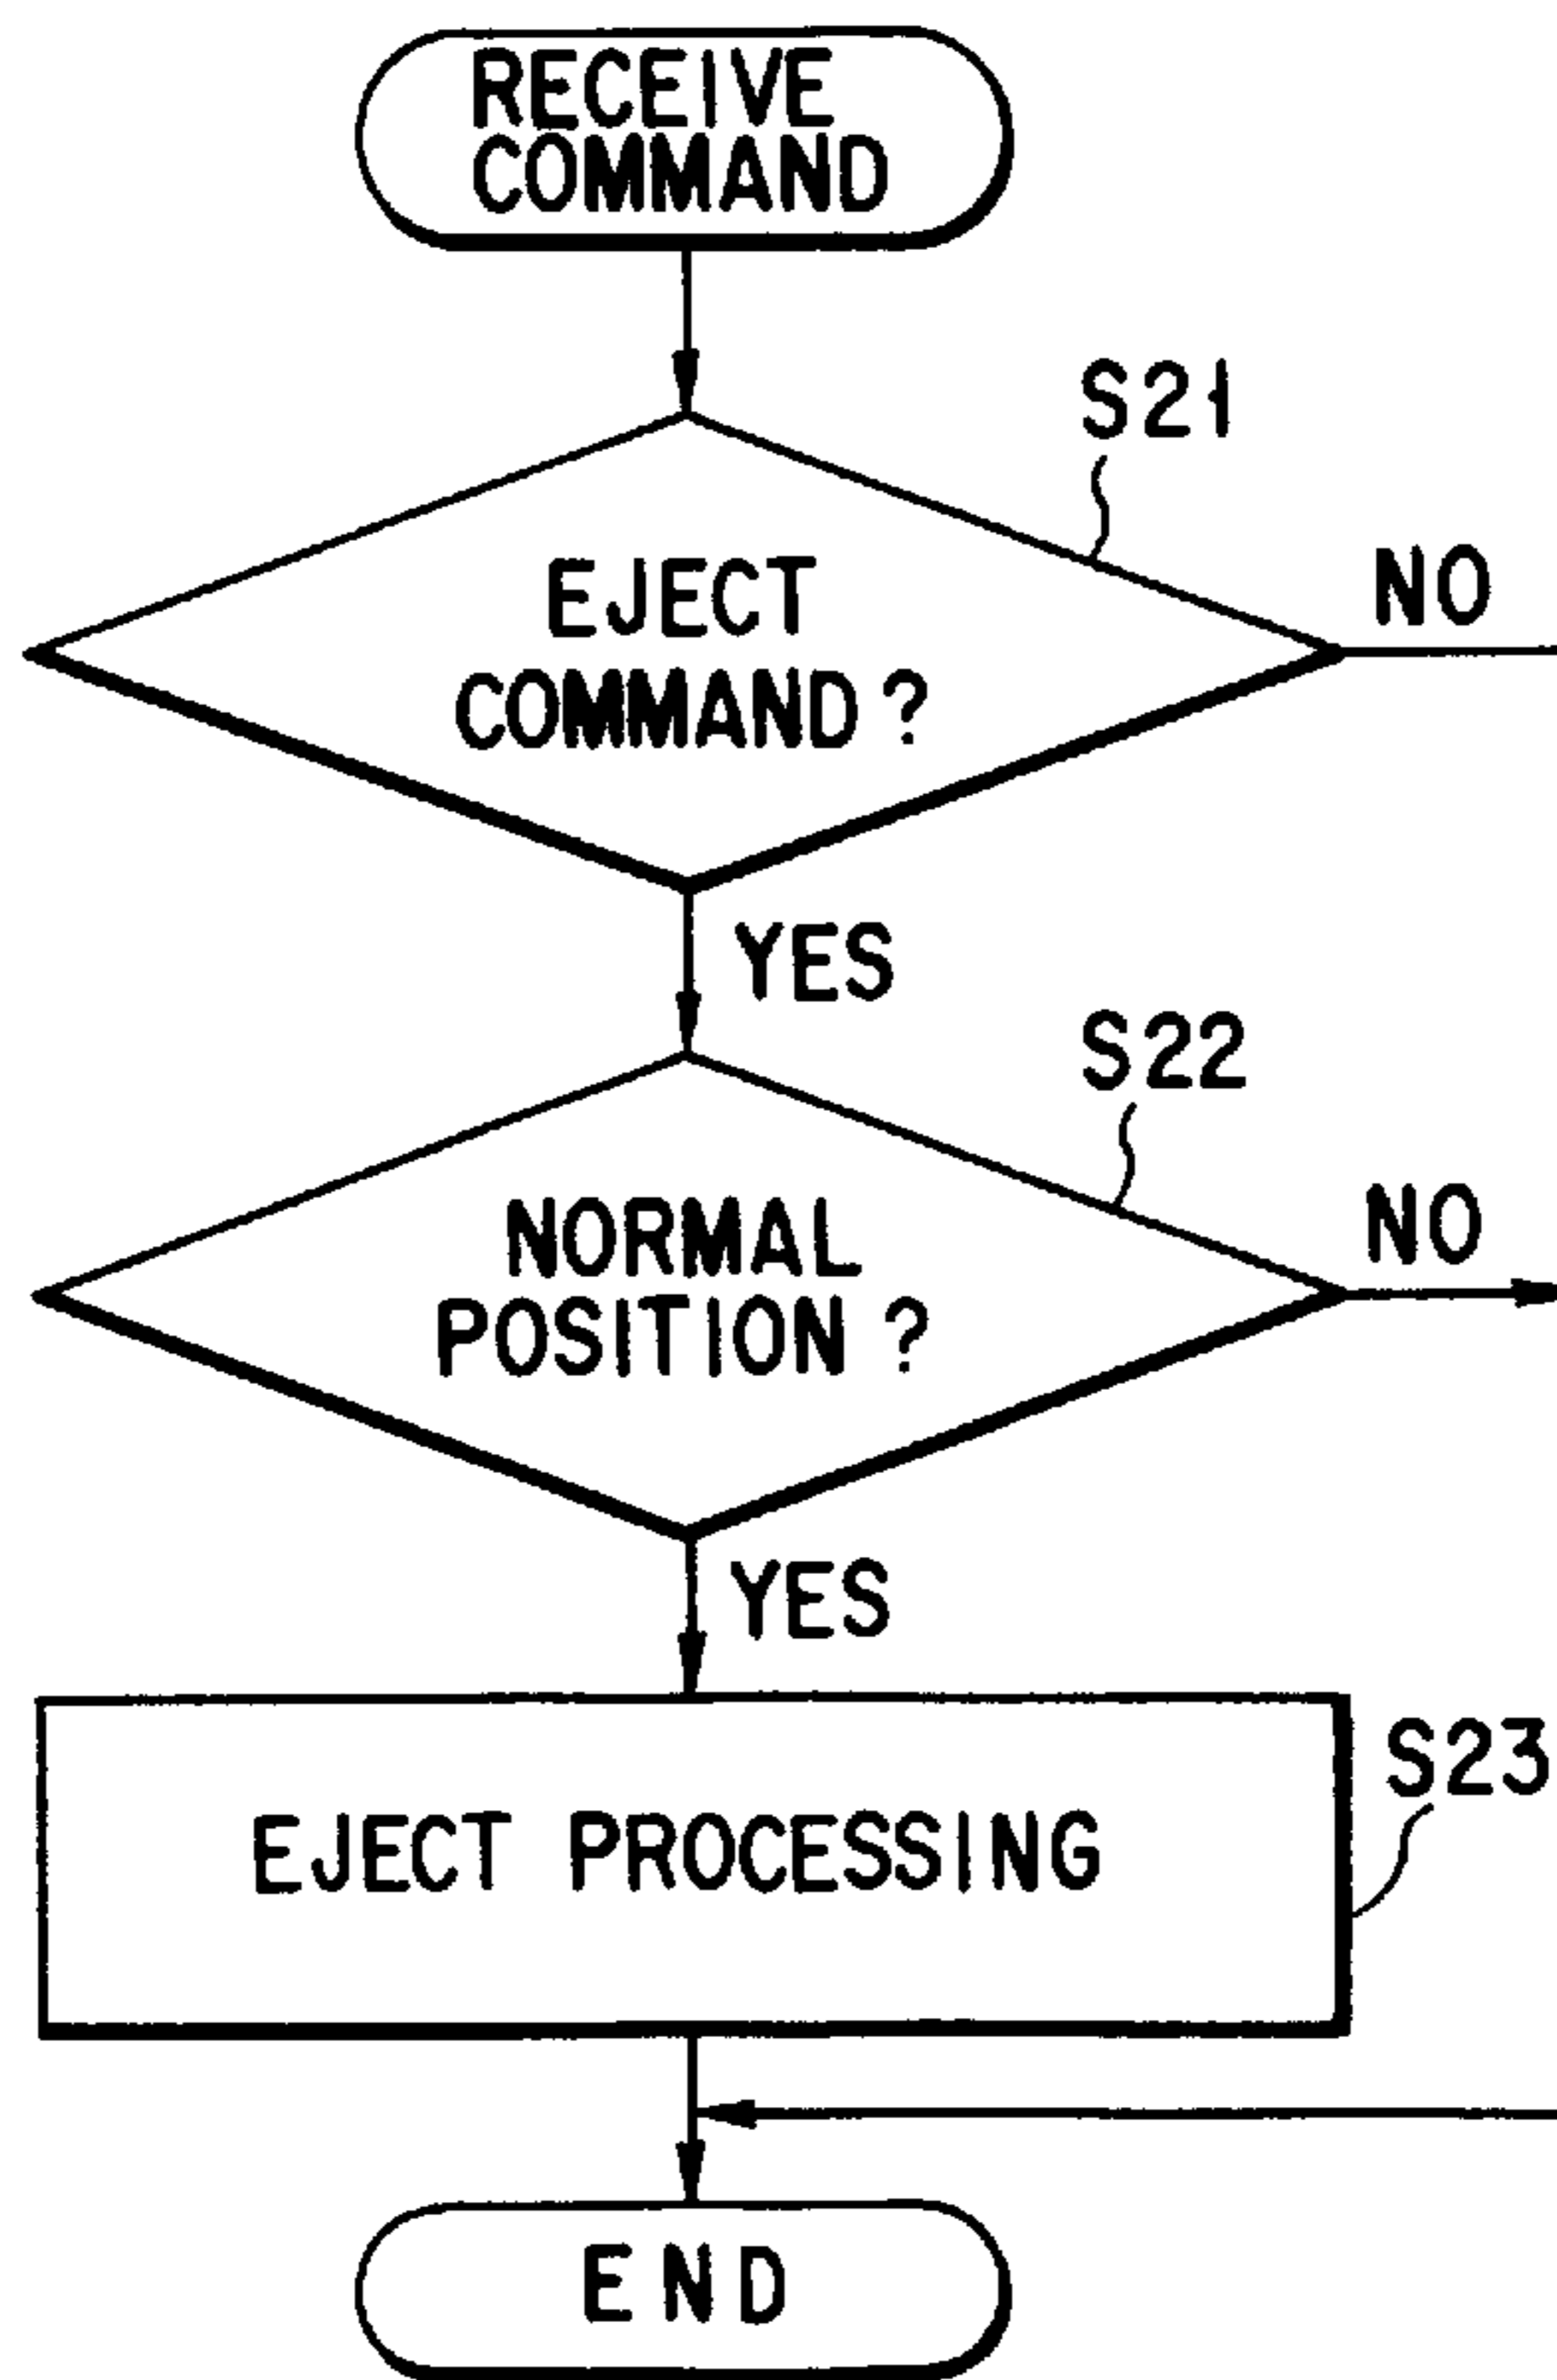 RECEIVE
COMMAND
S21
EJECT
COMMAND?
NO
YES
S22
NORMAL
POSITION ?
NO
YES
S23
EJECT PROCESSING
END